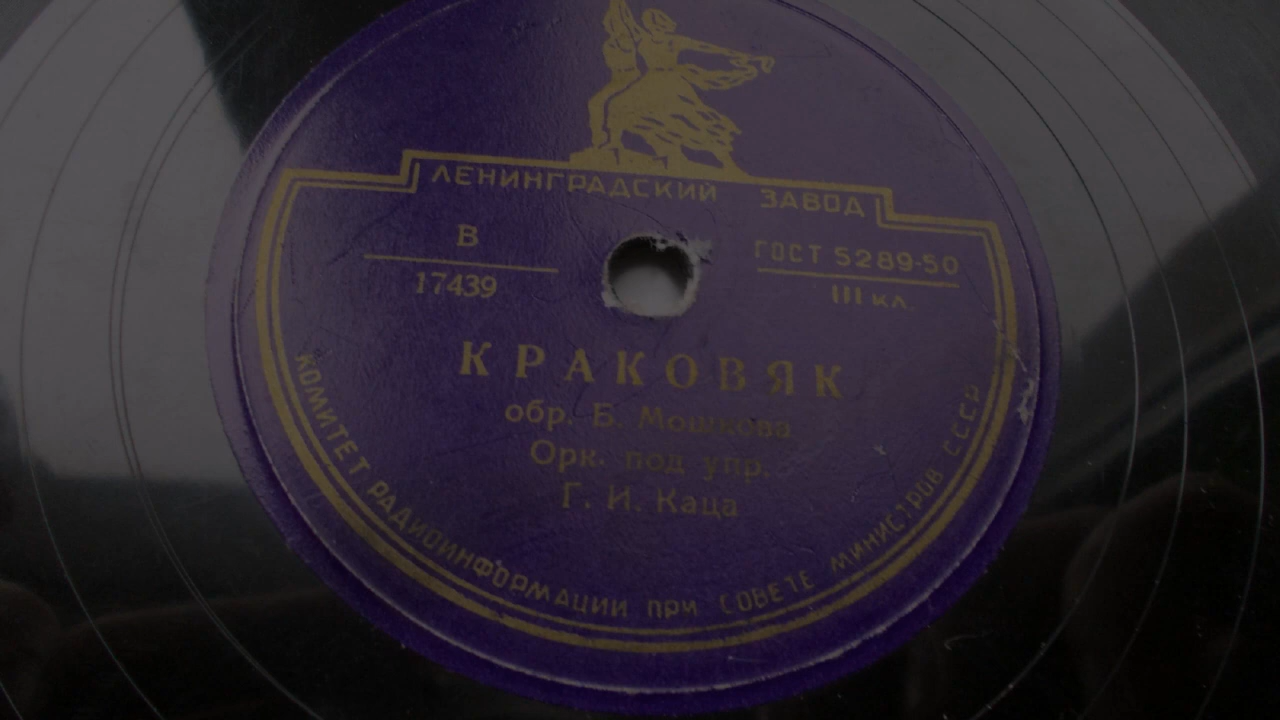 ЛЕНИНГРАДСКИЙ ЗАВОД
В
17439
ГОСТ 5289-50
III кл.
КРАКОВЯК
обр. Б. Мошкова
Орк. под упр.
Г. И. Каца
КОМИТЕТ РАДИОИНФОРМАЦИИ ПРИ СОВЕТЕ МИНИСТРОВ СССР